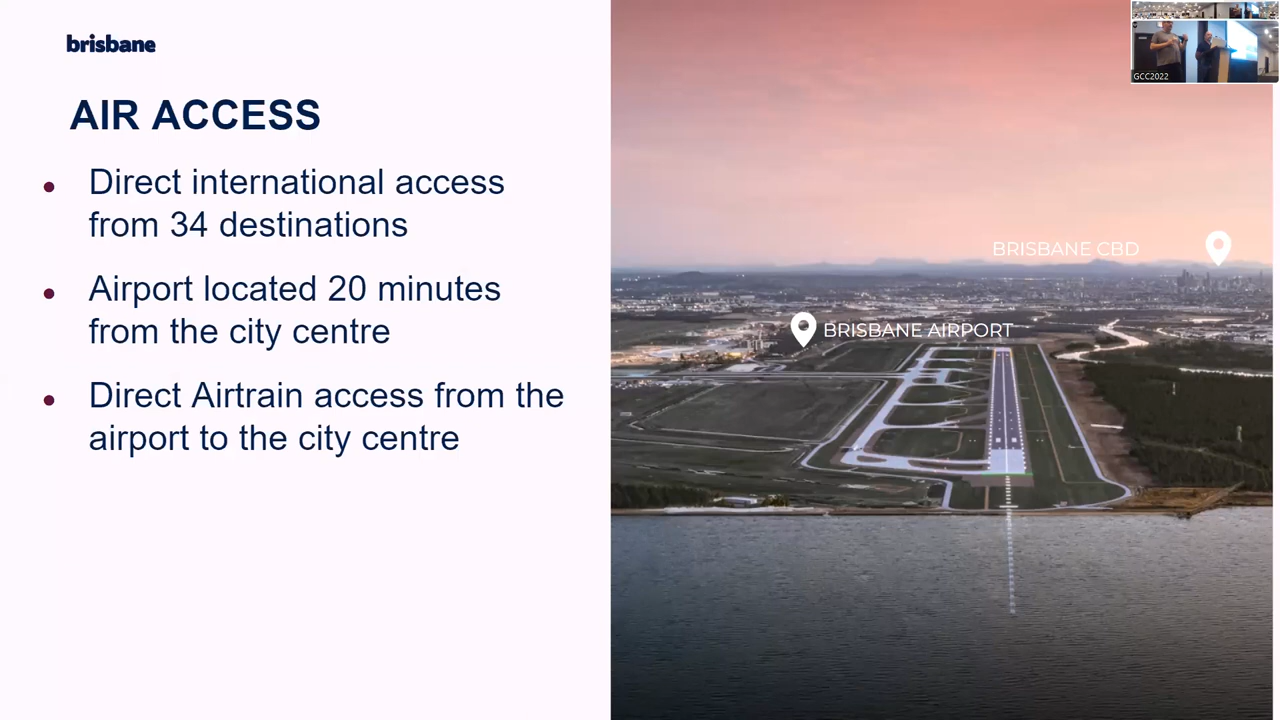 brisbane
AIR ACCESS
• Direct international access
from 34 destinations
• Airport located 20 minutes
from the city centre
• Direct Airtrain access from the
airport to the city centre
BRISBANE CBD
BRISBANE AIRPORT
GCC2022